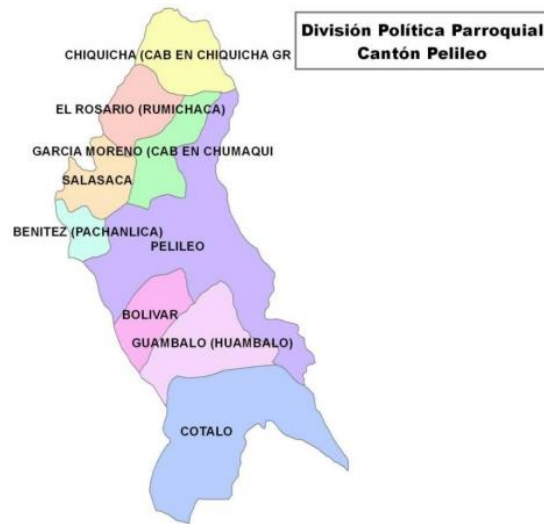 División Política Parroquial
Cantón Pelileo
CHIQUICHA (CAB EN CHIQUICHA GR
EL ROSARIO (RUMICHACA)
GARCIA MORENO (CAB EN CHUMAQUI
SALASACA
BENITEZ (PACHANLICA)
PELILEO
BOLIVAR
GUAMBALO (HUAMBALO)
COTALO